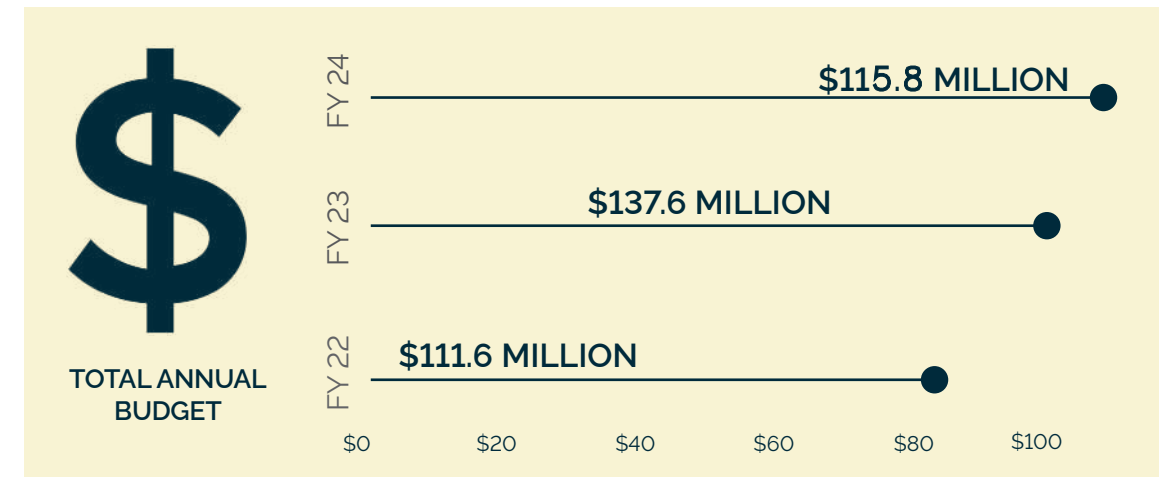 $
TOTAL ANNUAL
BUDGET
FY 24
$115.8 MILLION
FY 23
$137.6 MILLION
FY 22
$111.6 MILLION
$0 $20 $40 $60 $80 $100